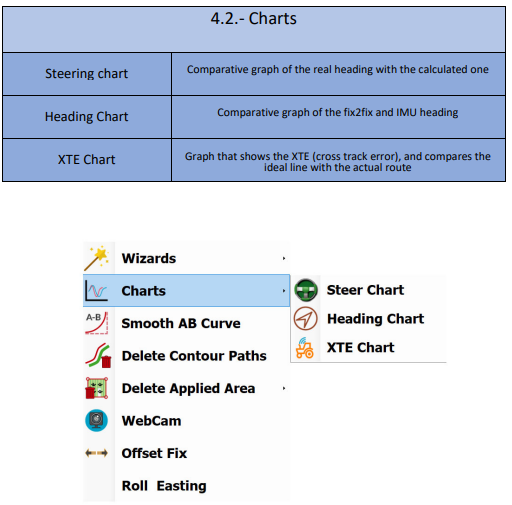 4.2.- Charts
Steering chart
Comparative graph of the real heading with the calculated one
Heading Chart
Comparative graph of the fix2fix and IMU heading
XTE Chart
Graph that shows the XTE (cross track error), and compares the
ideal line with the actual route
Wizards
Charts
Steer Chart
Heading Chart
XTE Chart
A-B
Smooth AB Curve
Delete Contour Paths
Delete Applied Area
WebCam
Offset Fix
Roll Easting